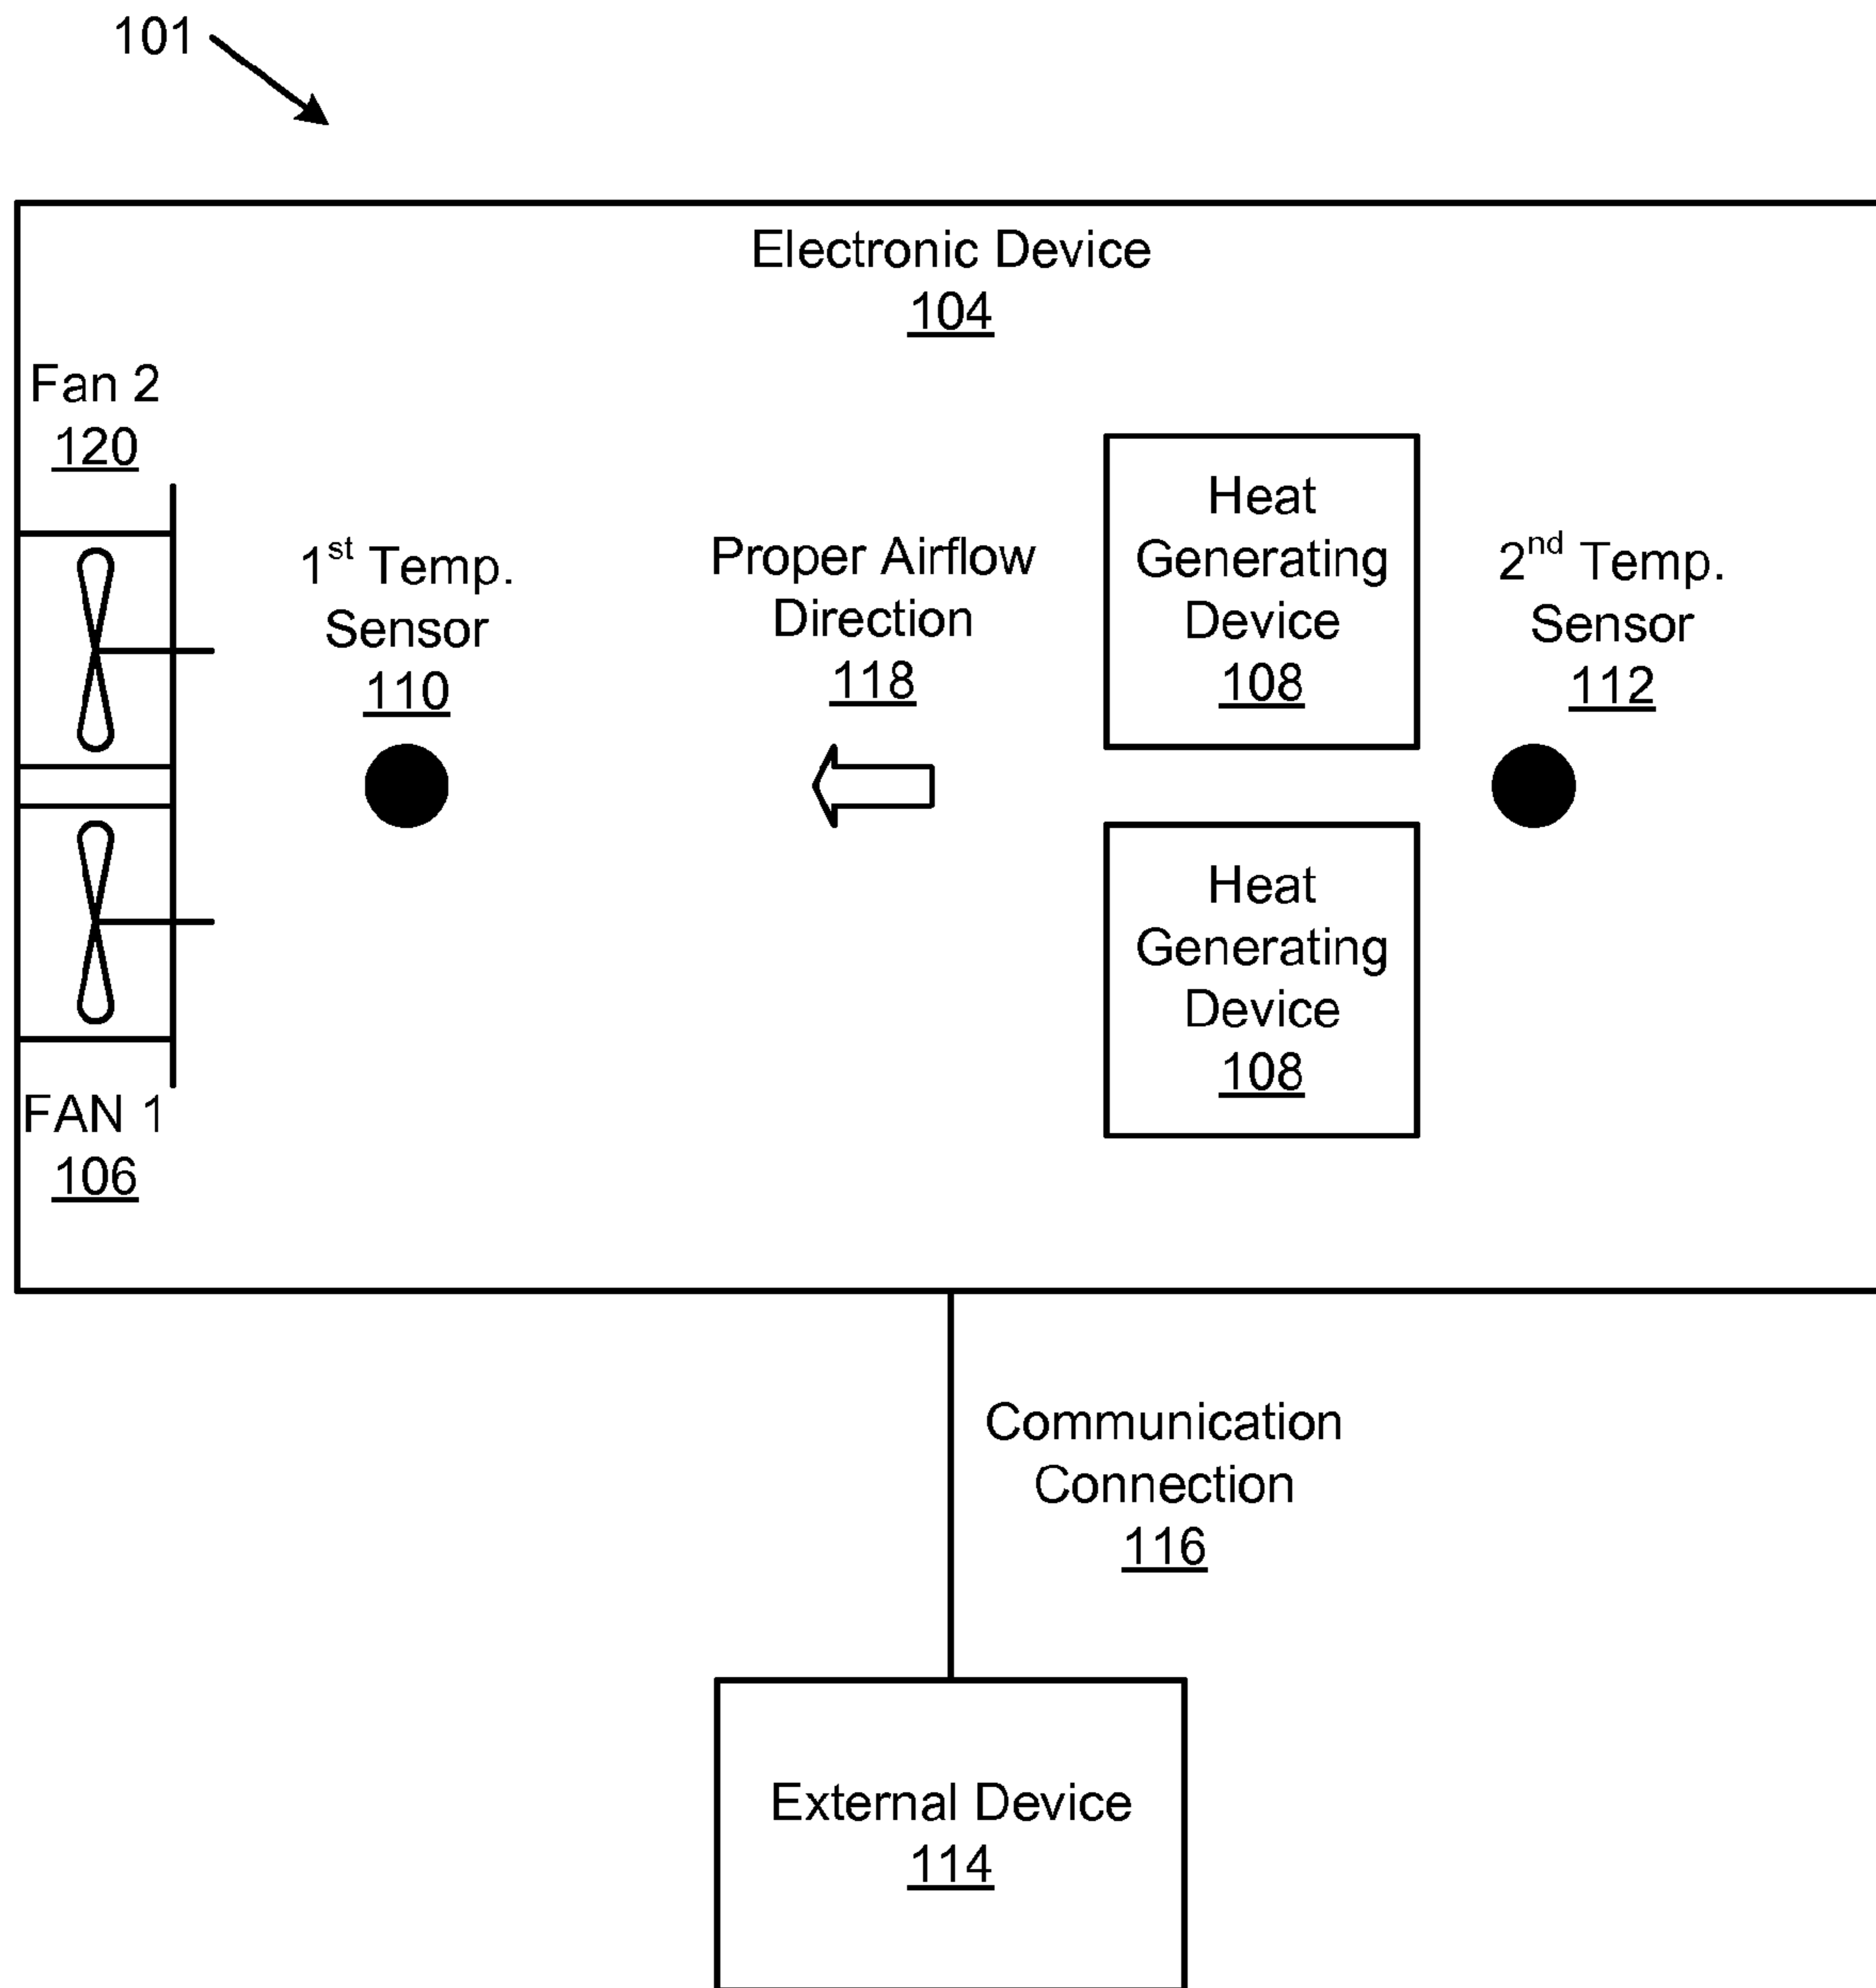 101
Electronic Device
104
Fan 2
120
1st Temp.
Sensor
110
Proper Airflow
Direction
118
Heat
Generating
Device
108
2nd Temp.
Sensor
112
Heat
Generating
Device
108
FAN 1
106
Communication
Connection
116
External Device
114